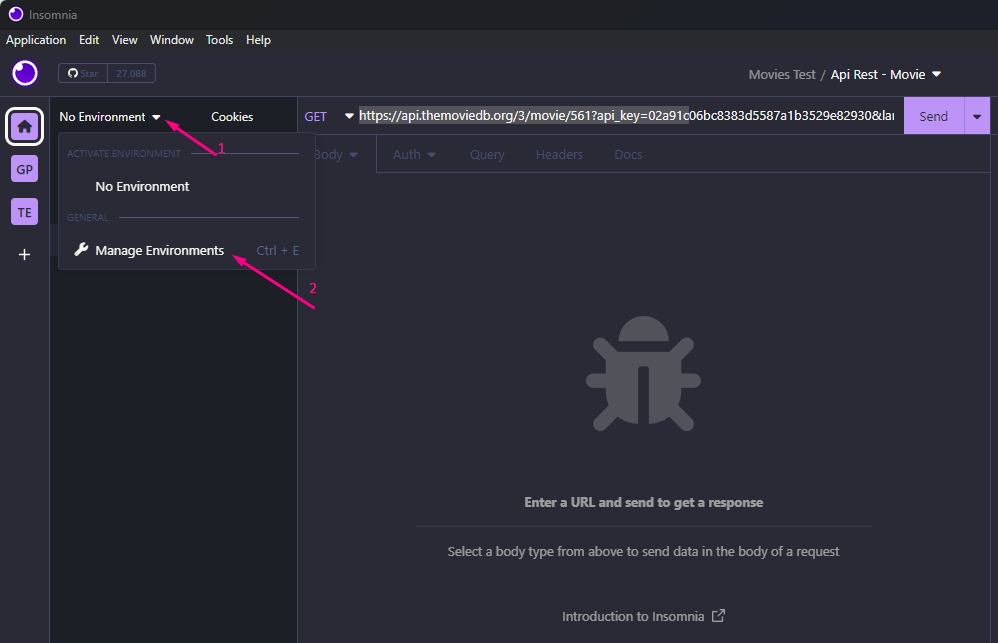 Insomnia
Application Edit View Window Tools Help
Star 27,088
Movies Test / Api Rest - Movie
No Environment Cookies GET https://api.themoviedb.org/3/movie/561?api_key=02a91c06bc8383d5587a1b3529e82930&lar Send
1
ACTIVATE ENVIRONMENT
Body Auth Query Headers Docs
GP
No Environment
TE
GENERAL
Manage Environments Ctrl + E
2
Enter a URL and send to get a response
Select a body type from above to send data in the body of a request
Introduction to Insomnia